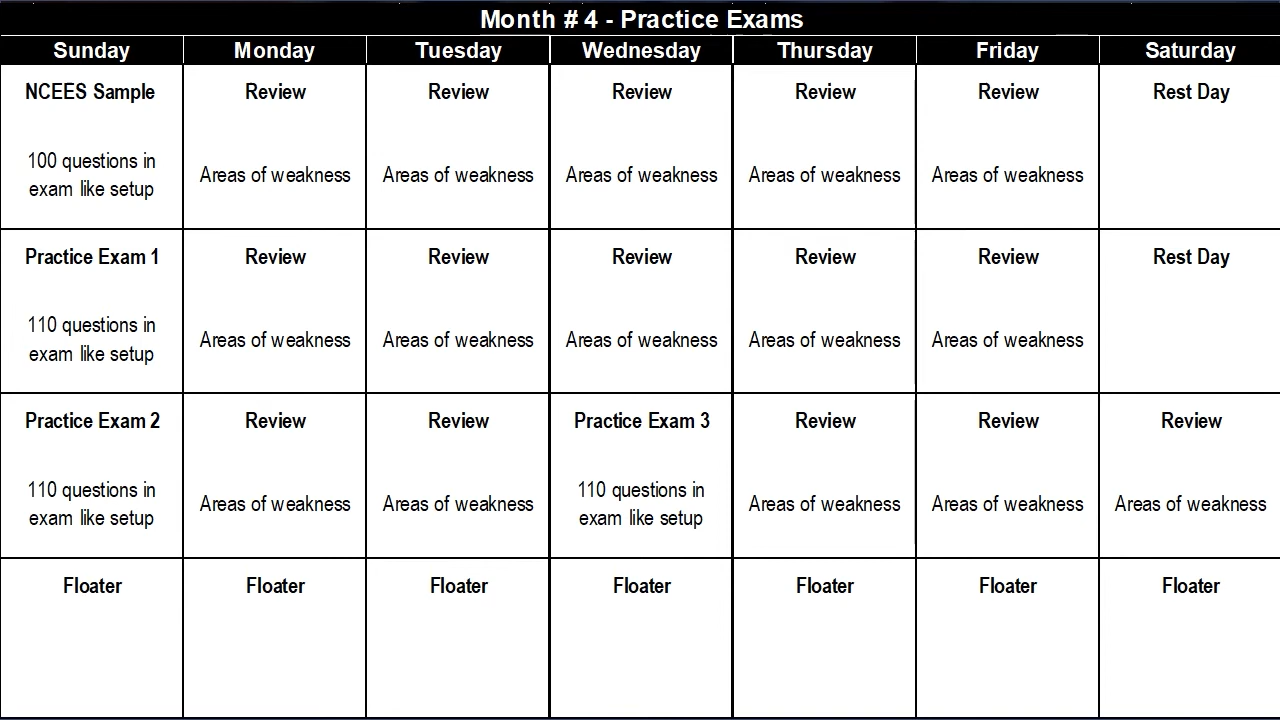 Month # 4 - Practice Exams
Sunday Monday Tuesday Wednesday Thursday Friday Saturday
NCEES Sample Review Review Review Review Review Rest Day
100 questions in
exam like setup
Areas of weakness Areas of weakness Areas of weakness Areas of weakness Areas of weakness
Practice Exam 1 Review Review Review Review Review Rest Day
110 questions in
exam like setup
Areas of weakness Areas of weakness Areas of weakness Areas of weakness Areas of weakness
Practice Exam 2 Review Review Practice Exam 3 Review Review Review
110 questions in
exam like setup
Areas of weakness Areas of weakness
110 questions in
exam like setup
Areas of weakness Areas of weakness Areas of weakness
Floater Floater Floater Floater Floater Floater Floater